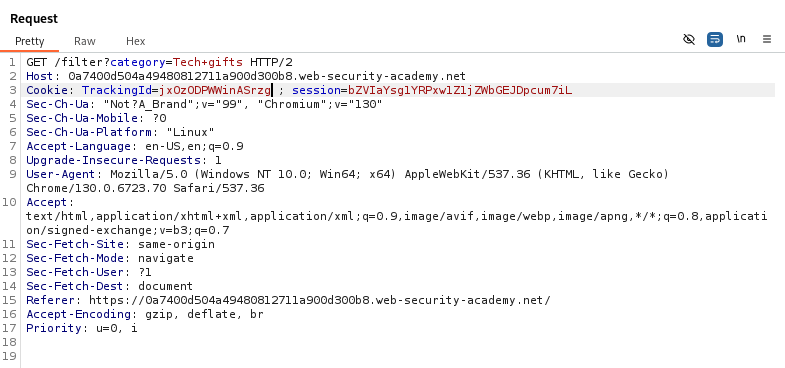 Request
Pretty Raw Hex
\n
1 GET /filter?category=Tech+gifts HTTP/2
2 Host: 0a7400d504a49480812711a900d300b8.web-security-academy.net
3 Cookie: TrackingId=jxOzODPWWinASrzg ; session=bZVIaYsg1YRPxw1Z1jZWbGEJDpcum7iL
4 Sec-Ch-Ua: "Not?A_Brand";v="99", "Chromium";v="130"
5 Sec-Ch-Ua-Mobile: ?0
6 Sec-Ch-Ua-Platform: "Linux"
7 Accept-Language: en-US,en;q=0.9
8 Upgrade-Insecure-Requests: 1
9 User-Agent: Mozilla/5.0 (Windows NT 10.0; Win64; x64) AppleWebKit/537.36 (KHTML, like Gecko)
Chrome/130.0.6723.70 Safari/537.36
10 Accept:
text/html,application/xhtml+xml,application/xml;q=0.9,image/avif,image/webp,image/apng,*/*;q=0.8,applicati
on/signed-exchange;v=b3;q=0.7
11 Sec-Fetch-Site: same-origin
12 Sec-Fetch-Mode: navigate
13 Sec-Fetch-User: ?1
14 Sec-Fetch-Dest: document
15 Referer: https://0a7400d504a49480812711a900d300b8.web-security-academy.net/
16 Accept-Encoding: gzip, deflate, br
17 Priority: u=0, i
18
19